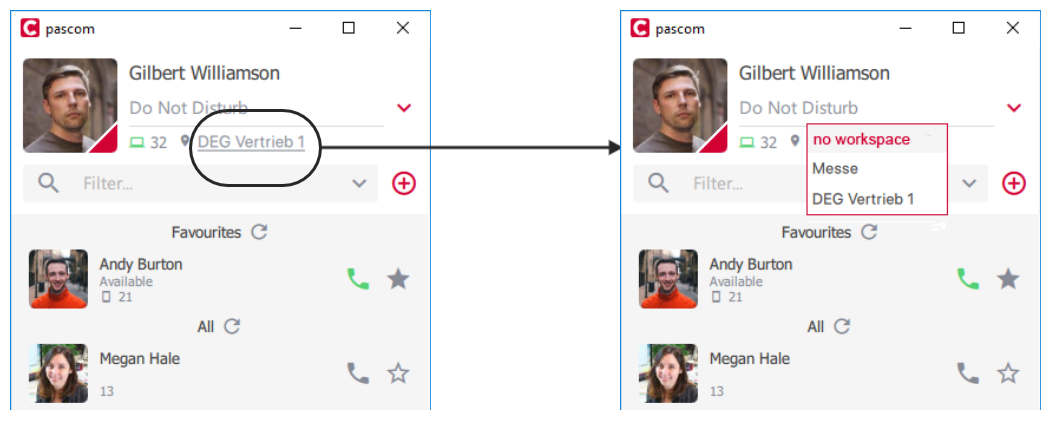 pascom
Gilbert Williamson
Do Not Disturb
32 DEG Vertrieb 1
Filter...
Favourites
Andy Burton
Available
21
All
Megan Hale
13
pascom
Gilbert Williamson
Do Not Disturb
32 no workspace
Messe
DEG Vertrieb 1
Filter...
Favourites
Andy Burton
Available
21
All
Megan Hale
13